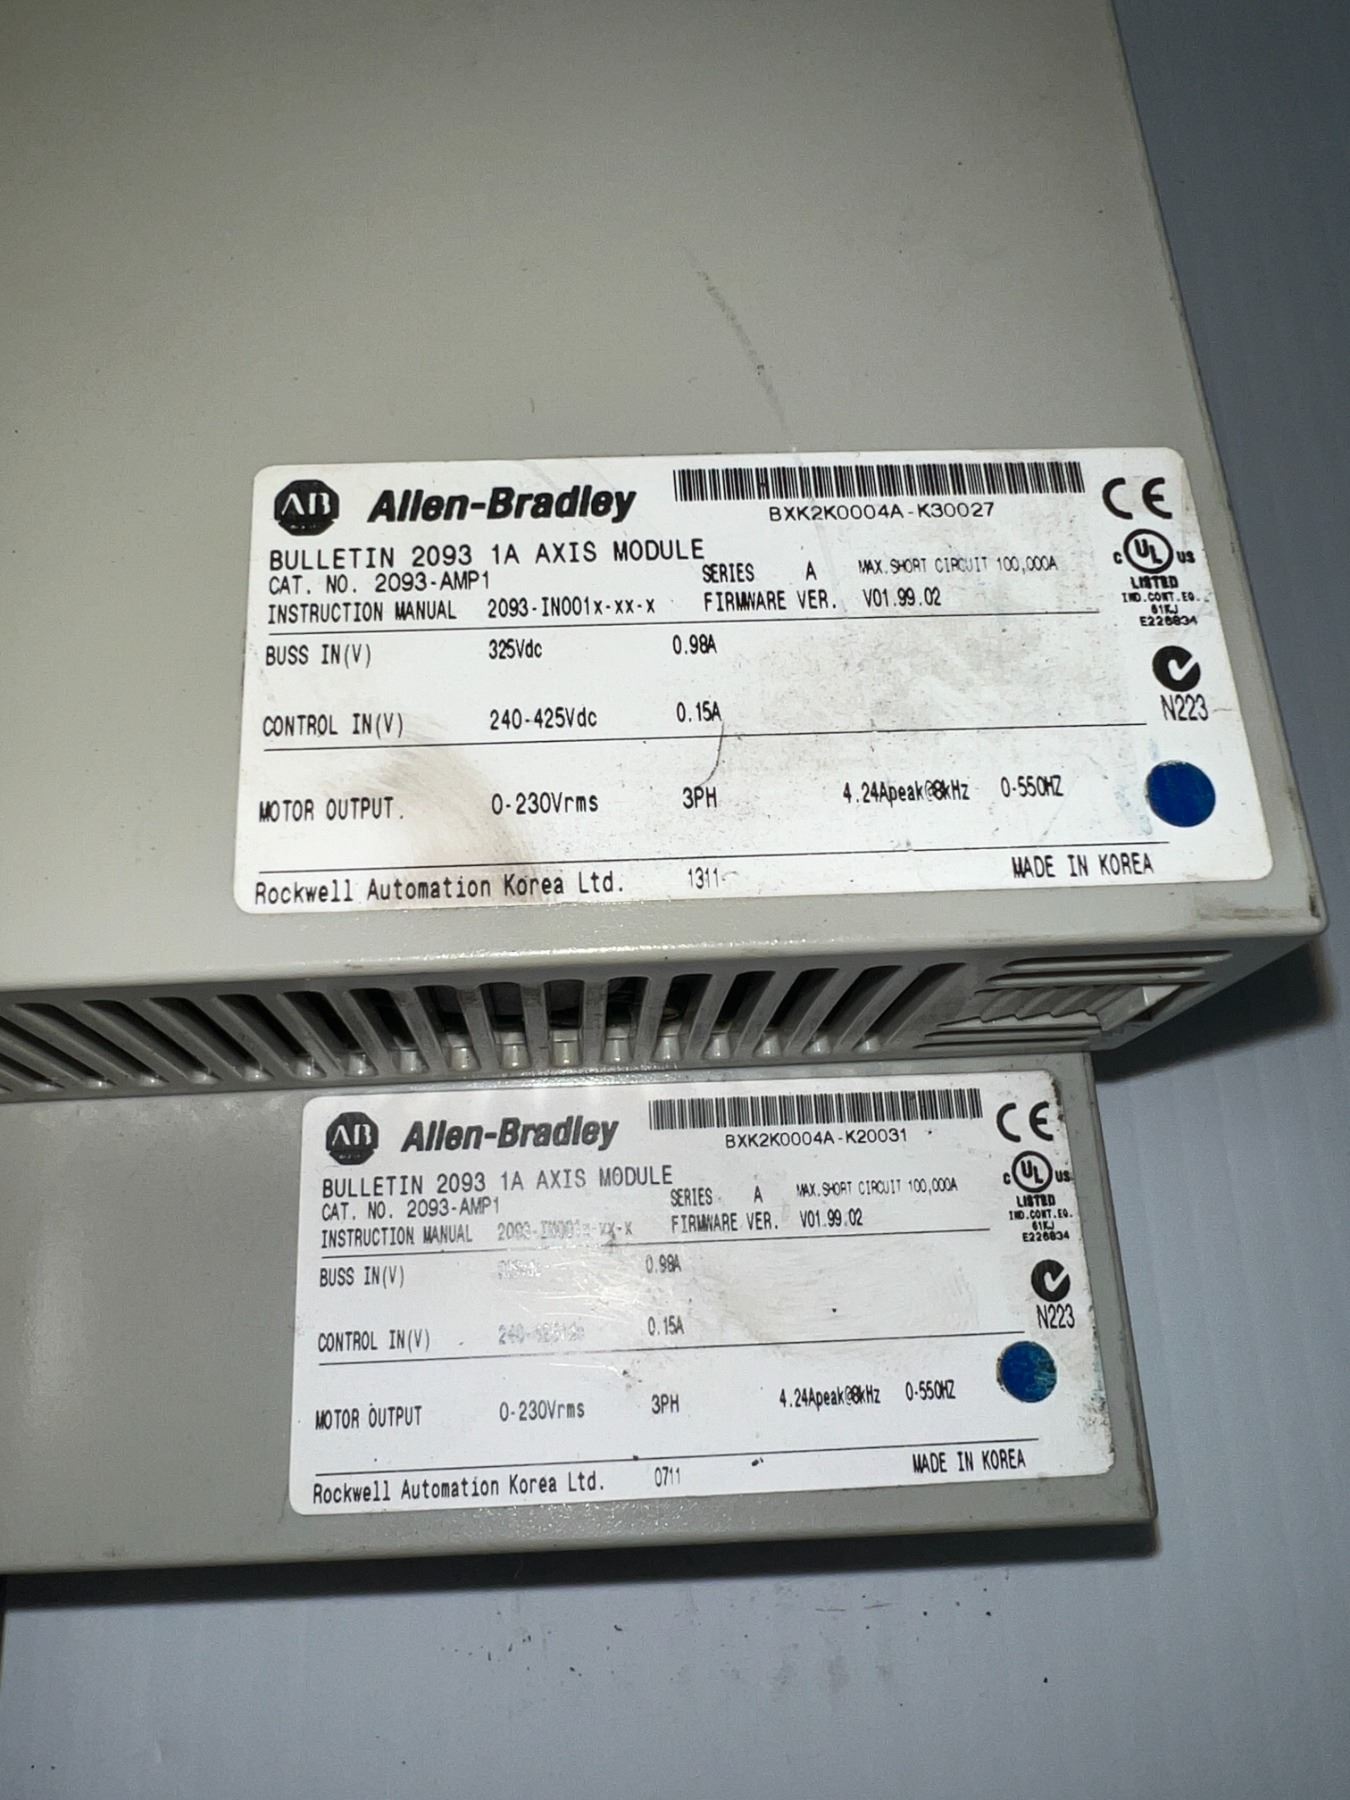 AB Allen-Bradley
BXK2K0004A-K30027
CE
BULLETIN 2093 1A AXIS MODULE
CAT. NO. 2093-AMP1
SERIES A MAX.SHORT CIRCUIT 100,000A
INSTRUCTION MANUAL 2093-IN001x-xx-x FIRMWARE VER. V01.99.02
C UL US
LISTED
IND.CONT.EQ.
61KJ
E226834
BUSS IN(V) 325Vdc 0.98A
N223
CONTROL IN(V) 240-425Vdc 0.15A
MOTOR OUTPUT. 0-230Vrms 3PH 4.24Apeak@8kHz 0-550HZ
Rockwell Automation Korea Ltd. 1311 MADE IN KOREA
AB Allen-Bradley
BXK2K0004A-K20031
CE
BULLETIN 2093 1A AXIS MODULE
CAT. NO. 2093-AMP1
SERIES A MAX.SHORT CIRCUIT 100,000A
INSTRUCTION MANUAL FIRMWARE VER. V01.99.02
C UL US
LISTED
IND.CONT.EQ.
61KJ
E226834
BUSS IN(V) 0.98A
N223
CONTROL IN(V) 0.15A
MOTOR OUTPUT 0-230Vrms 3PH 4.24Apeak@8kHz 0-550HZ
Rockwell Automation Korea Ltd. 0711 MADE IN KOREA